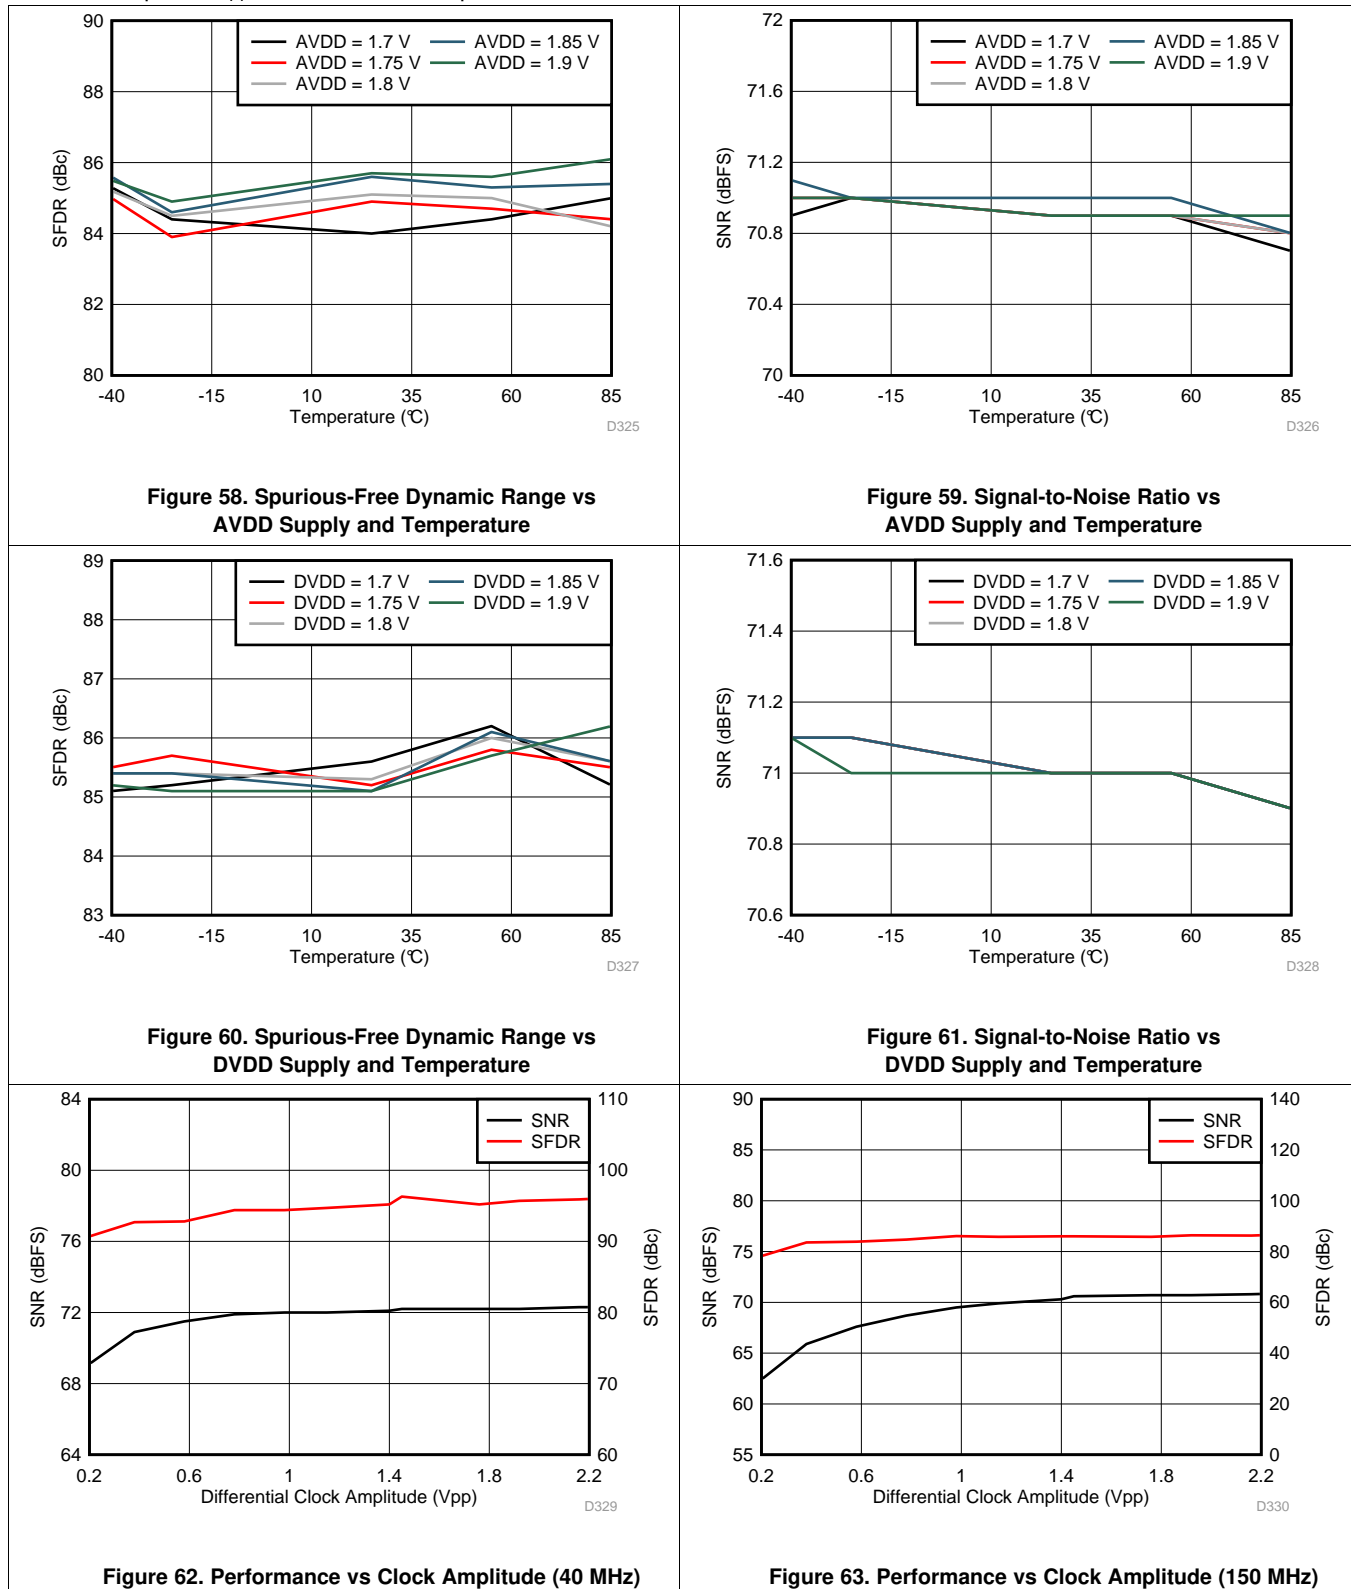 90
88
86
84
82
80
SFDR (dBc)
-40 -15 10 35 60 85
Temperature (°C)
D325
AVDD = 1.7 V AVDD = 1.85 V
AVDD = 1.75 V AVDD = 1.9 V
AVDD = 1.8 V
Figure 58. Spurious-Free Dynamic Range vs
AVDD Supply and Temperature
72
71.6
71.2
70.8
70.4
70
SNR (dBFS)
-40 -15 10 35 60 85
Temperature (°C)
D326
AVDD = 1.7 V AVDD = 1.85 V
AVDD = 1.75 V AVDD = 1.9 V
AVDD = 1.8 V
Figure 59. Signal-to-Noise Ratio vs
AVDD Supply and Temperature
89
88
87
86
85
84
83
SFDR (dBc)
-40 -15 10 35 60 85
Temperature (°C)
D327
DVDD = 1.7 V DVDD = 1.85 V
DVDD = 1.75 V DVDD = 1.9 V
DVDD = 1.8 V
Figure 60. Spurious-Free Dynamic Range vs
DVDD Supply and Temperature
71.6
71.4
71.2
71
70.8
70.6
SNR (dBFS)
-40 -15 10 35 60 85
Temperature (°C)
D328
DVDD = 1.7 V DVDD = 1.85 V
DVDD = 1.75 V DVDD = 1.9 V
DVDD = 1.8 V
Figure 61. Signal-to-Noise Ratio vs
DVDD Supply and Temperature
84
80
76
72
68
64
SNR (dBFS)
110
100
90
80
70
60
SFDR (dBc)
0.2 0.6 1 1.4 1.8 2.2
Differential Clock Amplitude (Vpp)
D329
SNR
SFDR
Figure 62. Performance vs Clock Amplitude (40 MHz)
90
85
80
75
70
65
60
55
SNR (dBFS)
140
120
100
80
60
40
20
0
SFDR (dBc)
0.2 0.6 1 1.4 1.8 2.2
Differential Clock Amplitude (Vpp)
D330
SNR
SFDR
Figure 63. Performance vs Clock Amplitude (150 MHz)